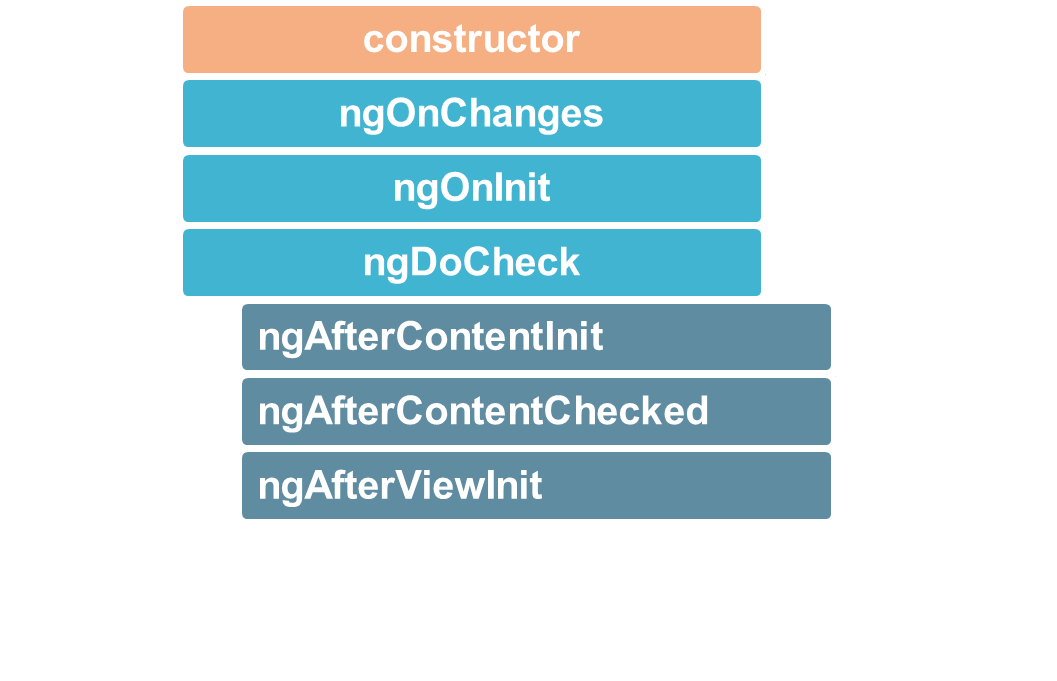 constructor
ngOnChanges
ngOnInit
ngDoCheck
ngAfterContentInit
ngAfterContentChecked
ngAfterViewInit